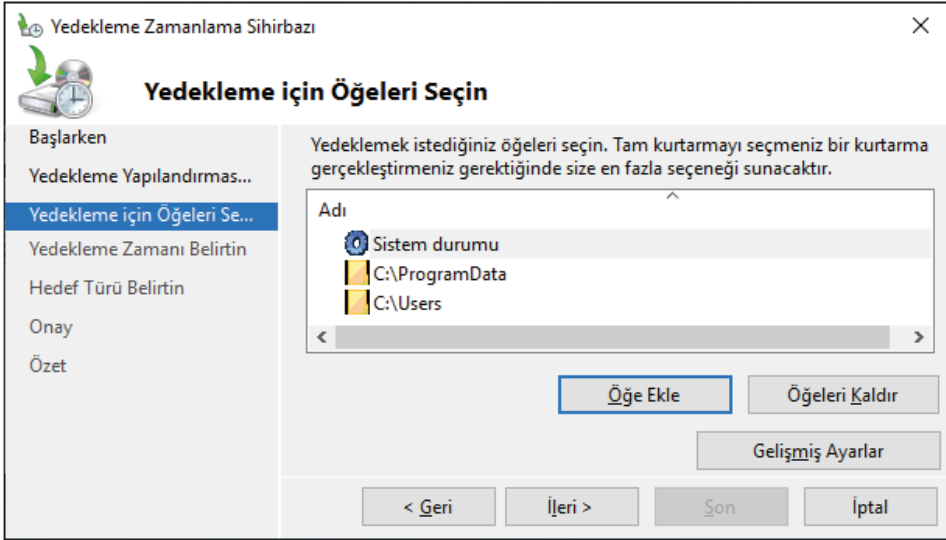 Yedekleme Zamanlama Sihirbazı
Yedekleme için Öğeleri Seçin
Başlarken
Yedekleme Yapılandırmas...
Yedekleme için Öğeleri Se...
Yedekleme Zamanı Belirtin
Hedef Türü Belirtin
Onay
Özet
Yedeklemek istediğiniz öğeleri seçin. Tam kurtarmayı seçmeniz bir kurtarma
gerçekleştirmeniz gerektiğinde size en fazla seçeneği sunacaktır.
Adı
Sistem durumu
C:\ProgramData
C:\Users
Öğe Ekle
Öğeleri Kaldır
Gelişmiş Ayarlar
< Geri
İleri >
Son
İptal